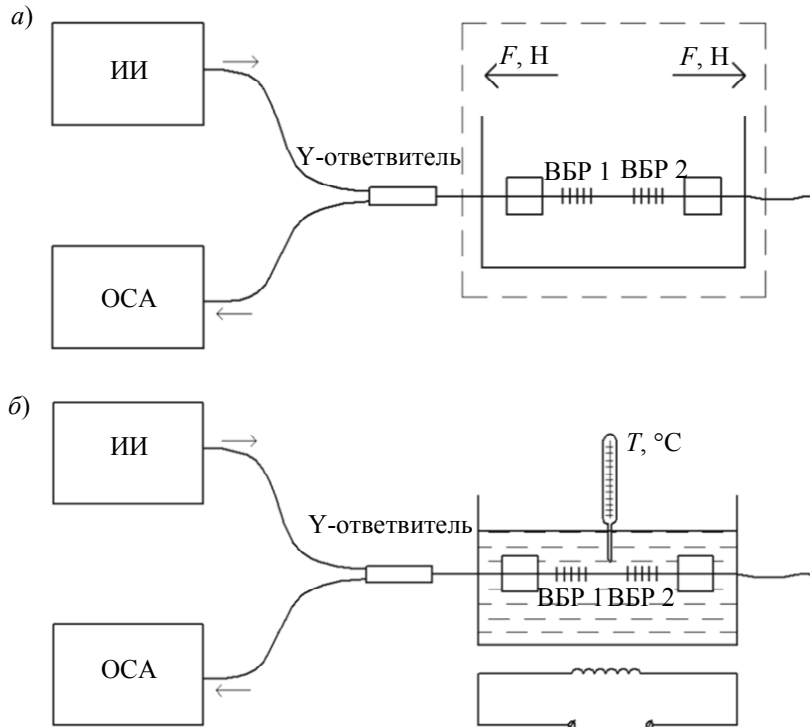 а)
ИИ
F, Н F, Н
Y-ответвитель
ВБР 1 ВБР 2
ОСА
б)
ИИ
T, °C
Y-ответвитель
ВБР 1 ВБР 2
ОСА